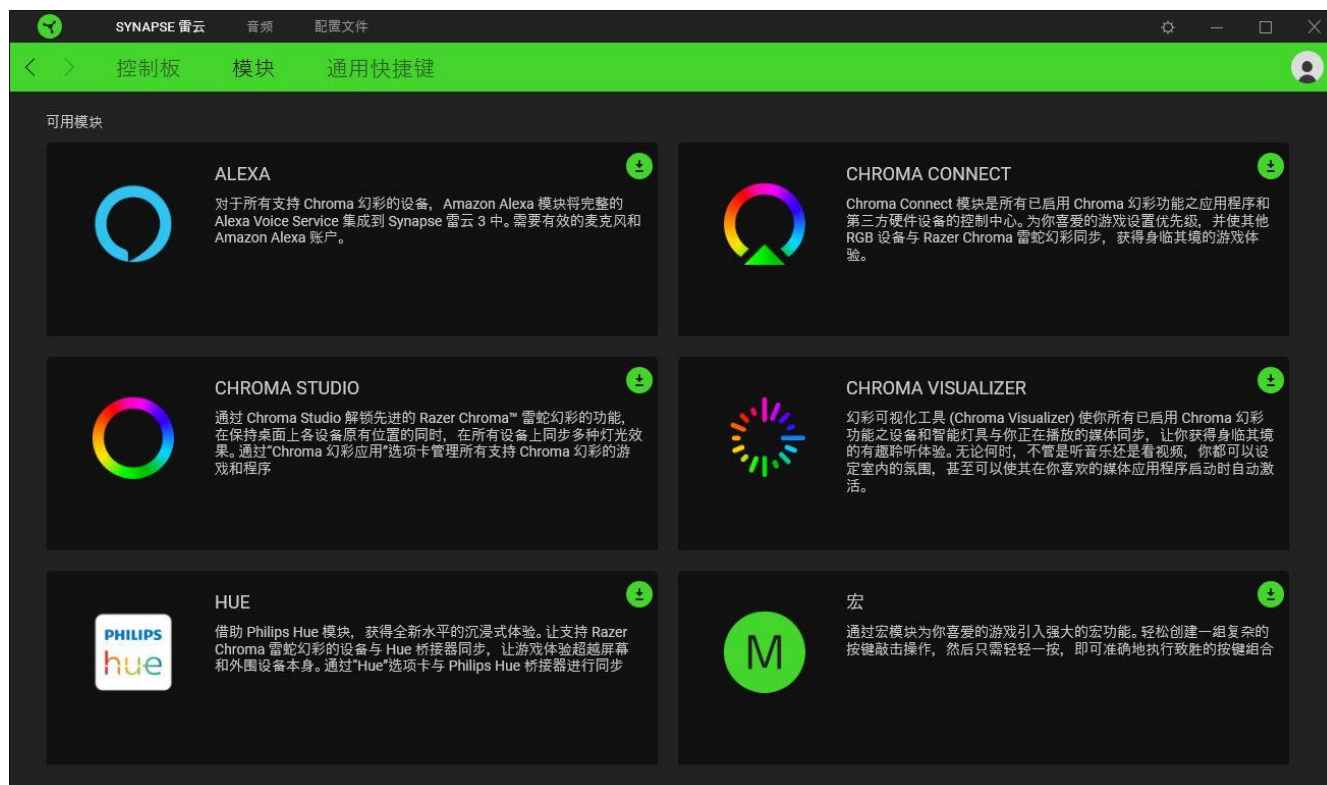 SYNAPSE 雷云 音频 配置文件
控制板 模块 通用快捷键
可用模块
ALEXA
对于所有支持 Chroma 幻彩的设备，Amazon Alexa 模块将完整的
Alexa Voice Service 集成到 Synapse 雷云 3 中。需要有效的麦克风和
Amazon Alexa 账户。
CHROMA CONNECT
Chroma Connect 模块是所有已启用 Chroma 幻彩功能之应用程序和
第三方硬件设备的控制中心。为你喜爱的游戏设置优先级，并使其他
RGB 设备与 Razer Chroma 雷蛇幻彩同步，获得身临其境的游戏体
验。
CHROMA STUDIO
通过 Chroma Studio 解锁先进的 Razer Chroma™ 雷蛇幻彩的功能，
在保持桌面上各设备原有位置的同时，在所有设备上同步多种灯光效
果。通过“Chroma 幻彩应用”选项卡管理所有支持 Chroma 幻彩的游
戏和程序
CHROMA VISUALIZER
幻彩可视化工具 (Chroma Visualizer) 使你所有已启用 Chroma 幻彩
功能之设备和智能灯具与你正在播放的媒体同步，让你获得身临其境
的有趣聆听体验。无论何时，不管是听音乐还是看视频，你都可以设
定室内的氛围，甚至可以使其在你喜欢的媒体应用程序启动时自动激
活。
PHILIPS
hue
HUE
借助 Philips Hue 模块，获得全新水平的沉浸式体验。让支持 Razer
Chroma 雷蛇幻彩的设备与 Hue 桥接器同步，让游戏体验超越屏幕
和外围设备本身。通过“Hue”选项卡与 Philips Hue 桥接器进行同步
M
宏
通过宏模块为你喜爱的游戏引入强大的宏功能。轻松创建一组复杂的
按键敲击操作，然后只需轻轻一按，即可准确地执行致胜的按键组合